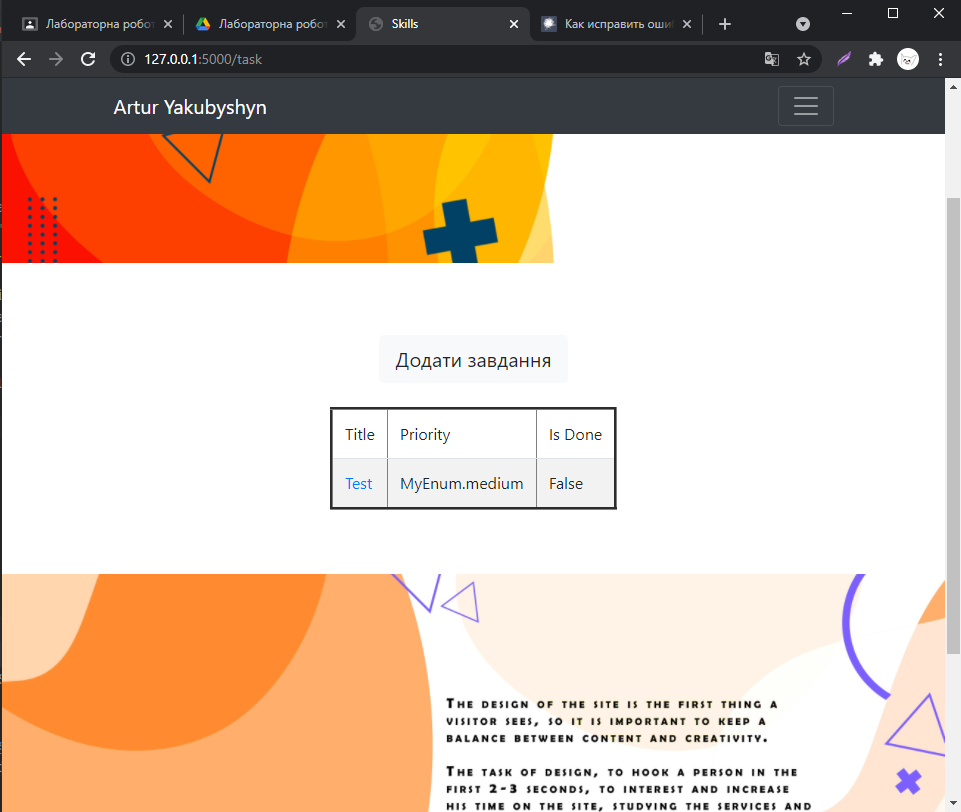 Лабораторна робот
Лабораторна робот
Skills
Как исправить оши
127.0.0.1:5000/task
Artur Yakubyshyn
Додати завдання
Title Priority Is Done
Test MyEnum.medium False
THE DESIGN OF THE SITE IS THE FIRST THING A
VISITOR SEES, SO IT IS IMPORTANT TO KEEP A
BALANCE BETWEEN CONTENT AND CREATIVITY.
THE TASK OF DESIGN, TO HOOK A PERSON IN THE
FIRST 2-3 SECONDS, TO INTEREST AND INCREASE
HIS TIME ON THE SITE, STUDYING THE SERVICES AND